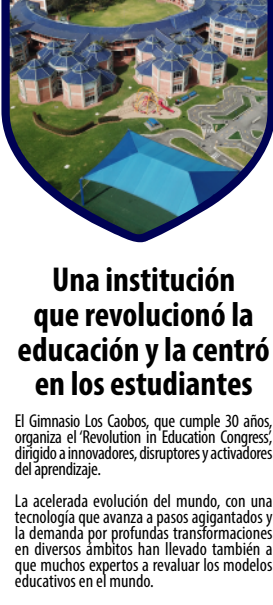 Una institución
que revolucionó la
educación y la centró
en los estudiantes
El Gimnasio Los Caobos, que cumple 30 años,
organiza el ‘Revolution in Education Congress’,
dirigido a innovadores, disruptores y activadores
del aprendizaje.
La acelerada evolución del mundo, con una
tecnología que avanza a pasos agigantados y
la demanda por profundas transformaciones
en diversos ámbitos han llevado también a
que muchos expertos a revaluar los modelos
educativos en el mundo.